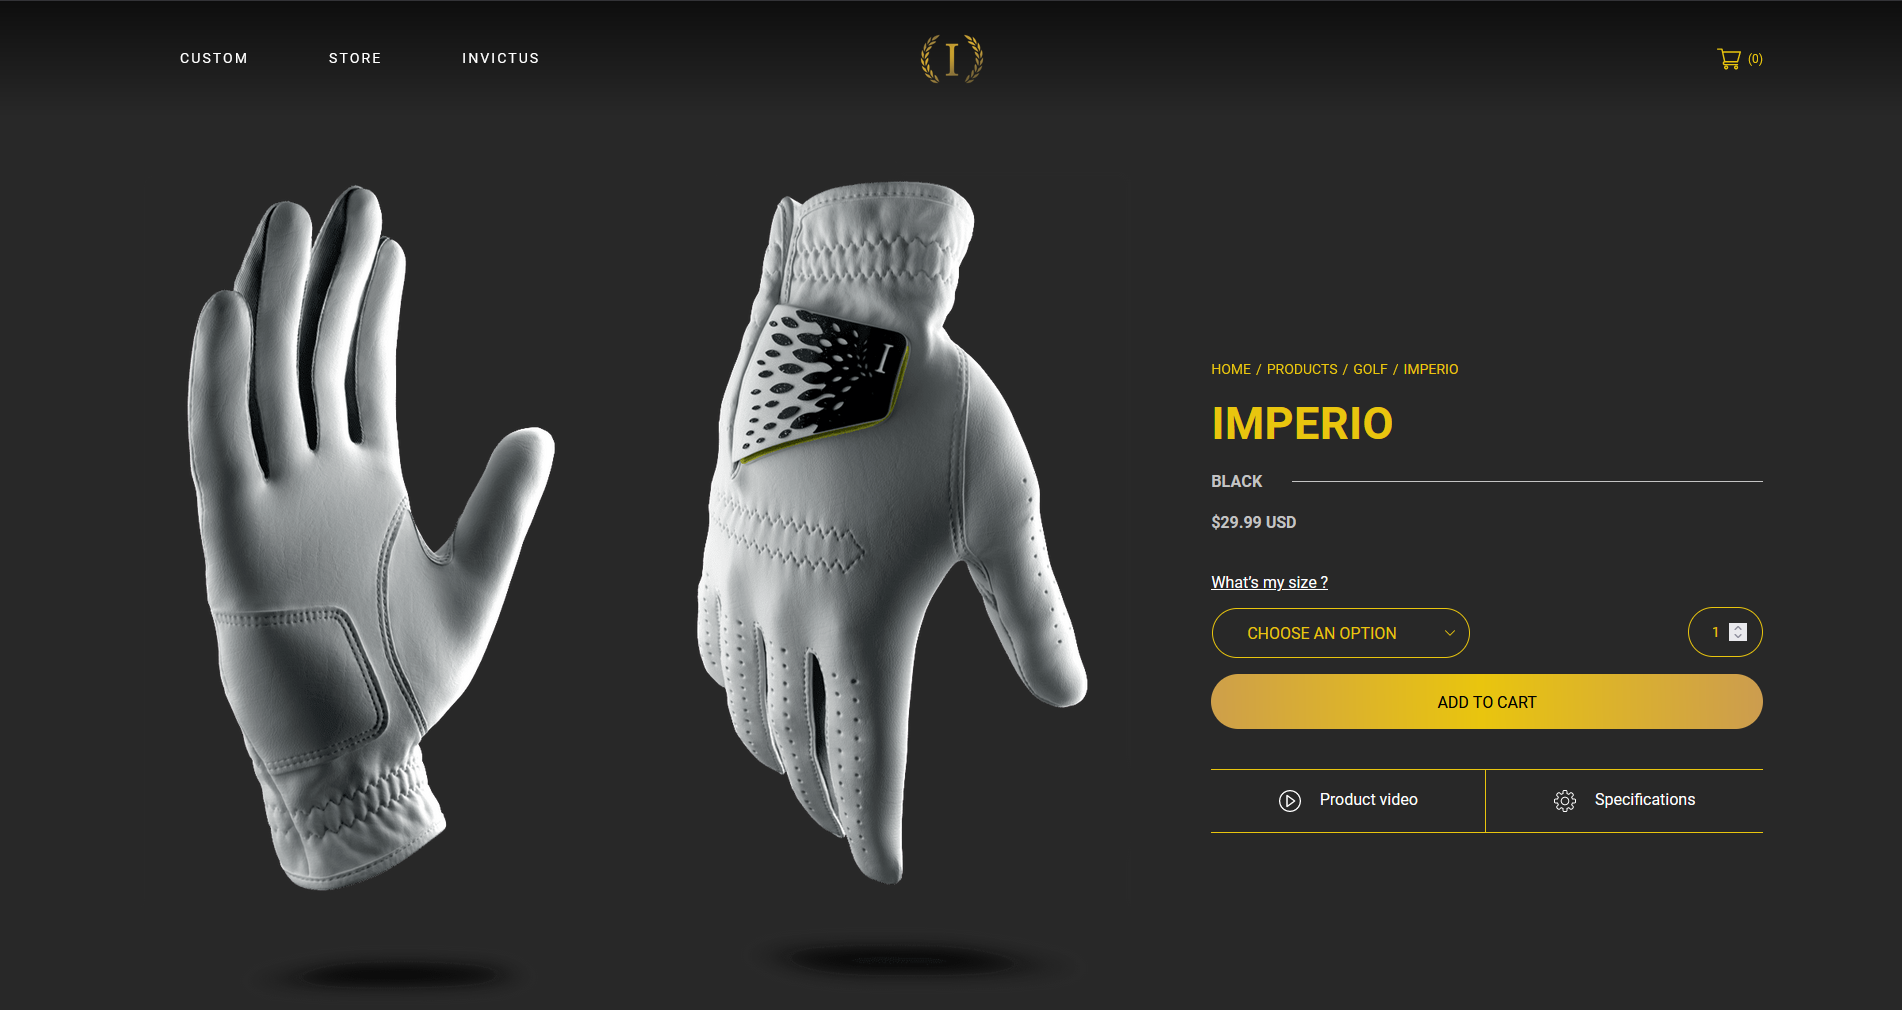 CUSTOM STORE INVICTUS
I
(0)
I
HOME / PRODUCTS / GOLF / IMPERIO
IMPERIO
BLACK
$29.99 USD
What's my size ?
CHOOSE AN OPTION
1
ADD TO CART
Product video
Specifications